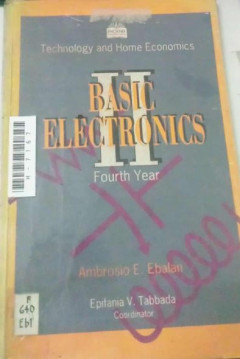 Technology and Home Economics
II
BASIC
ELECTRONICS
Fourth Year
Ambrosio E. Ebalan
Epifania V. Tabbada
Coordinator